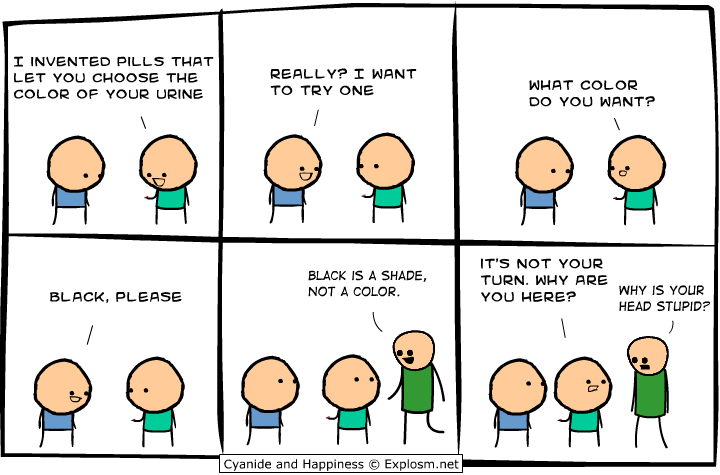 I INVENTED PILLS THAT
LET YOU CHOOSE THE
COLOR OF YOUR URINE
REALLY? I WANT
TO TRY ONE
WHAT COLOR
DO YOU WANT?
BLACK, PLEASE
BLACK IS A SHADE,
NOT A COLOR.
IT'S NOT YOUR
TURN. WHY ARE
YOU HERE?
WHY IS YOUR
HEAD STUPID?
Cyanide and Happiness © Explosm.net